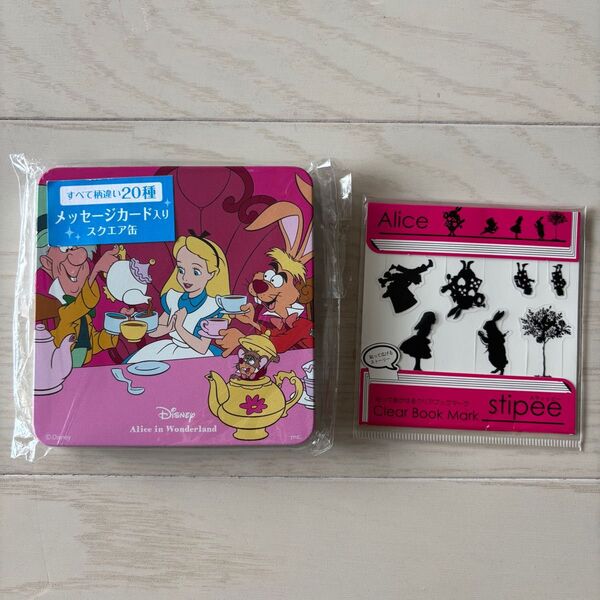 すべて柄違い20種
メッセージカード入り
スクエア缶
Disney
Alice in Wonderland
©Disney
Alice
Clear Book Mark
stipee